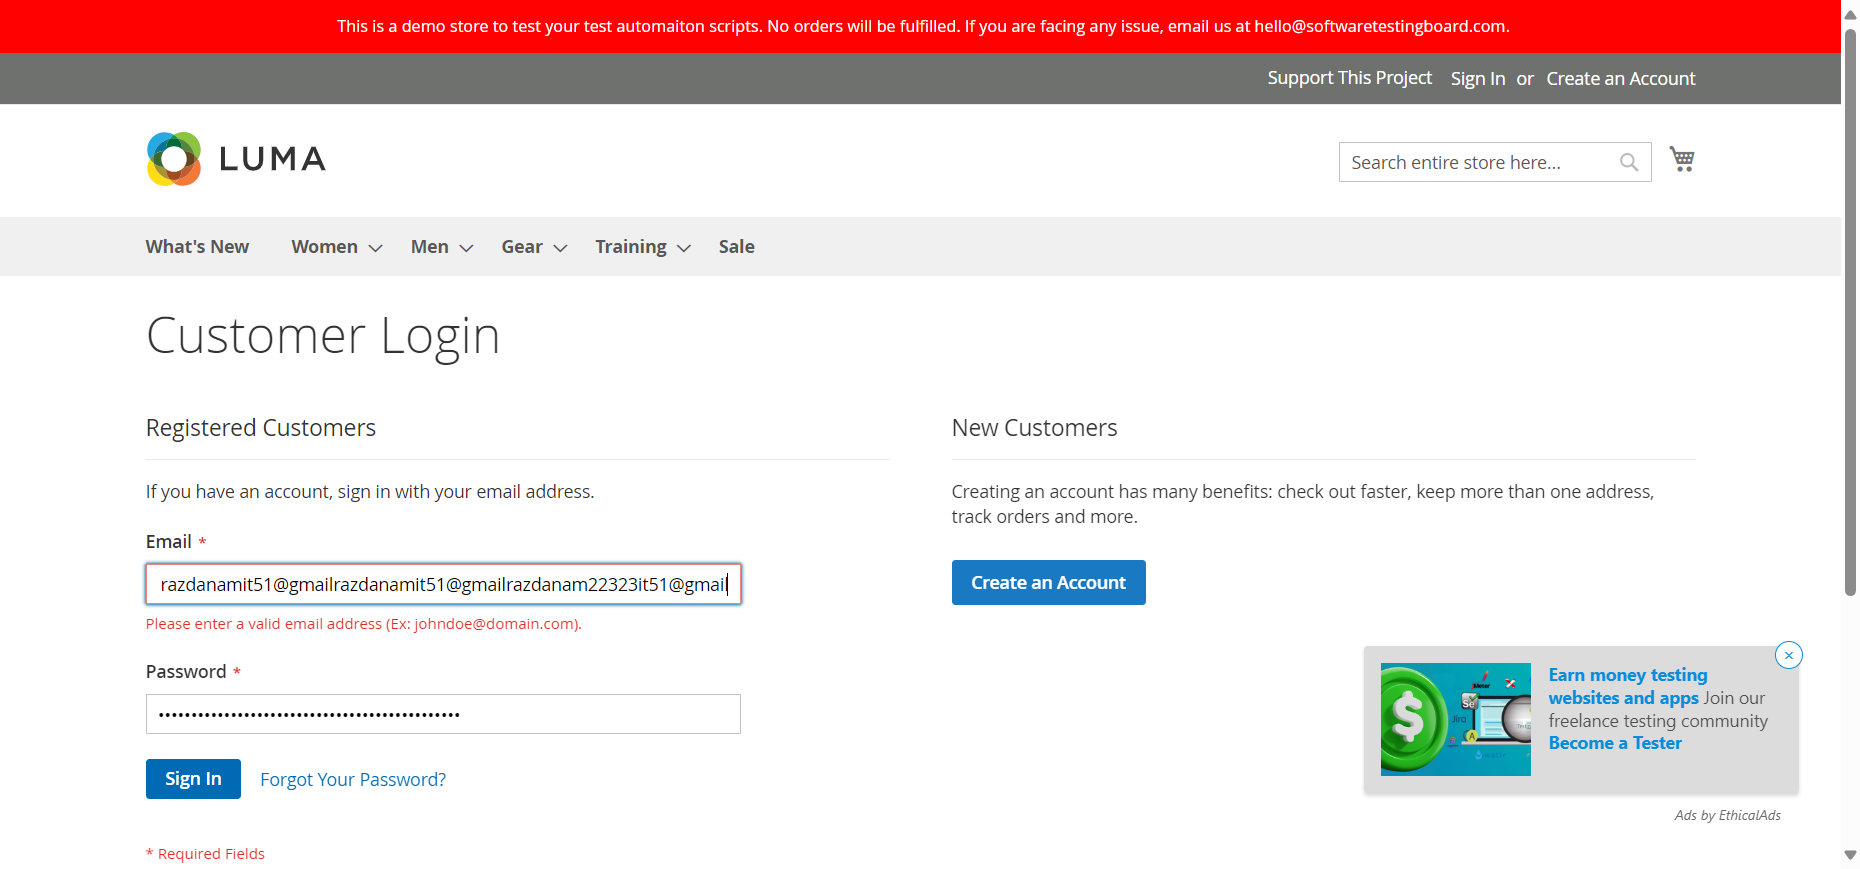 This is a demo store to test your test automaiton scripts. No orders will be fulfilled. If you are facing any issue, email us at hello@softwaretestingboard.com.
Support This Project Sign In or Create an Account
LUMA
Search entire store here...
What's New Women Men Gear Training Sale
Customer Login
Registered Customers
If you have an account, sign in with your email address.
Email *
razdanamit51@gmailrazdanamit51@gmailrazdanam22323it51@gmail
Please enter a valid email address (Ex: johndoe@domain.com).
Password *
Sign In Forgot Your Password?
* Required Fields
New Customers
Creating an account has many benefits: check out faster, keep more than one address,
track orders and more.
Create an Account
Earn money testing
websites and apps Join our
freelance testing community
Become a Tester
Se
Jira
Ads by EthicalAds